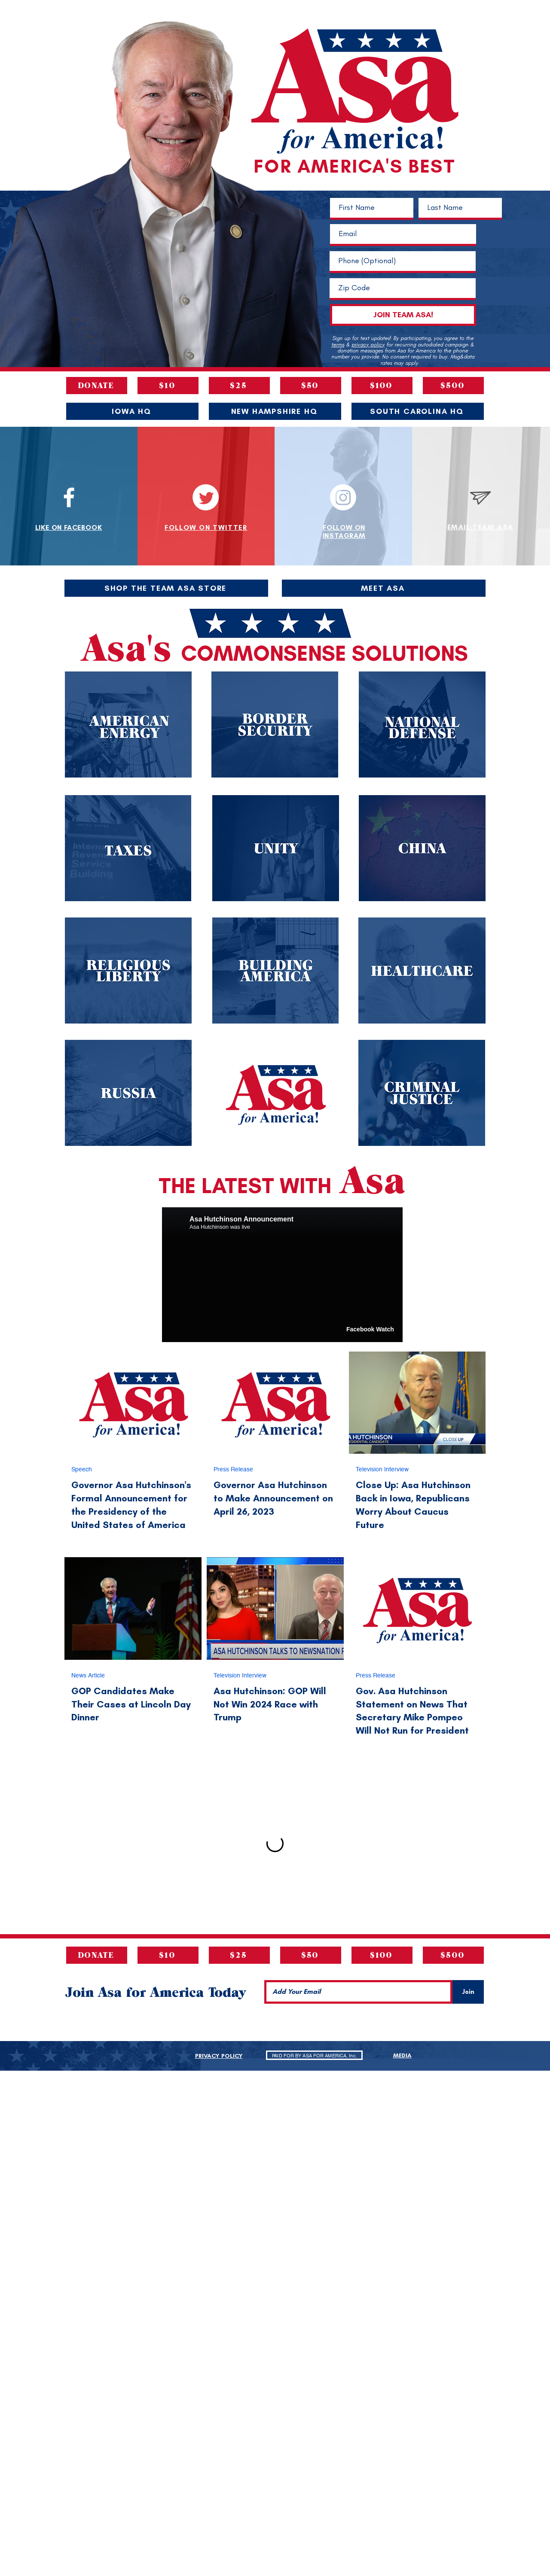 Asa
for America!
FOR AMERICA'S BEST
First Name
Last Name
Email
Phone (Optional)
Zip Code
JOIN TEAM ASA!
Sign up for text updates! By participating, you agree to the
terms & privacy policy for recurring autodialed campaign &
donation messages from Asa for America to the phone
number you provide. No consent required to buy. Msg&data
rates may apply.
DONATE
$10
$25
$50
$100
$500
IOWA HQ
NEW HAMPSHIRE HQ
SOUTH CAROLINA HQ
LIKE ON FACEBOOK
FOLLOW ON TWITTER
FOLLOW ON
INSTAGRAM
EMAIL TEAM ASA
SHOP THE TEAM ASA STORE
MEET ASA
Asa's COMMONSENSE SOLUTIONS
AMERICAN
ENERGY
BORDER
SECURITY
NATIONAL
DEFENSE
Internal
Revenue
Service
Building
TAXES
UNITY
CHINA
RELIGIOUS
LIBERTY
BUILDING
AMERICA
HEALTHCARE
RUSSIA
Asa
for America!
CRIMINAL
JUSTICE
THE LATEST WITH Asa
Asa Hutchinson Announcement
Asa Hutchinson was live
Facebook Watch
Asa
for America!
Asa
for America!
A HUTCHINSON
CLOSE UP
Speech
Governor Asa Hutchinson's
Formal Announcement for
the Presidency of the
United States of America
Press Release
Governor Asa Hutchinson
to Make Announcement on
April 26, 2023
Television Interview
Close Up: Asa Hutchinson
Back in Iowa, Republicans
Worry About Caucus
Future
ASA HUTCHINSON TALKS TO NEWSNATION
Asa
for America!
News Article
GOP Candidates Make
Their Cases at Lincoln Day
Dinner
Television Interview
Asa Hutchinson: GOP Will
Not Win 2024 Race with
Trump
Press Release
Gov. Asa Hutchinson
Statement on News That
Secretary Mike Pompeo
Will Not Run for President
DONATE
$10
$25
$50
$100
$500
Join Asa for America Today
Add Your Email
Join
PRIVACY POLICY
PAID FOR BY ASA FOR AMERICA, Inc.
MEDIA